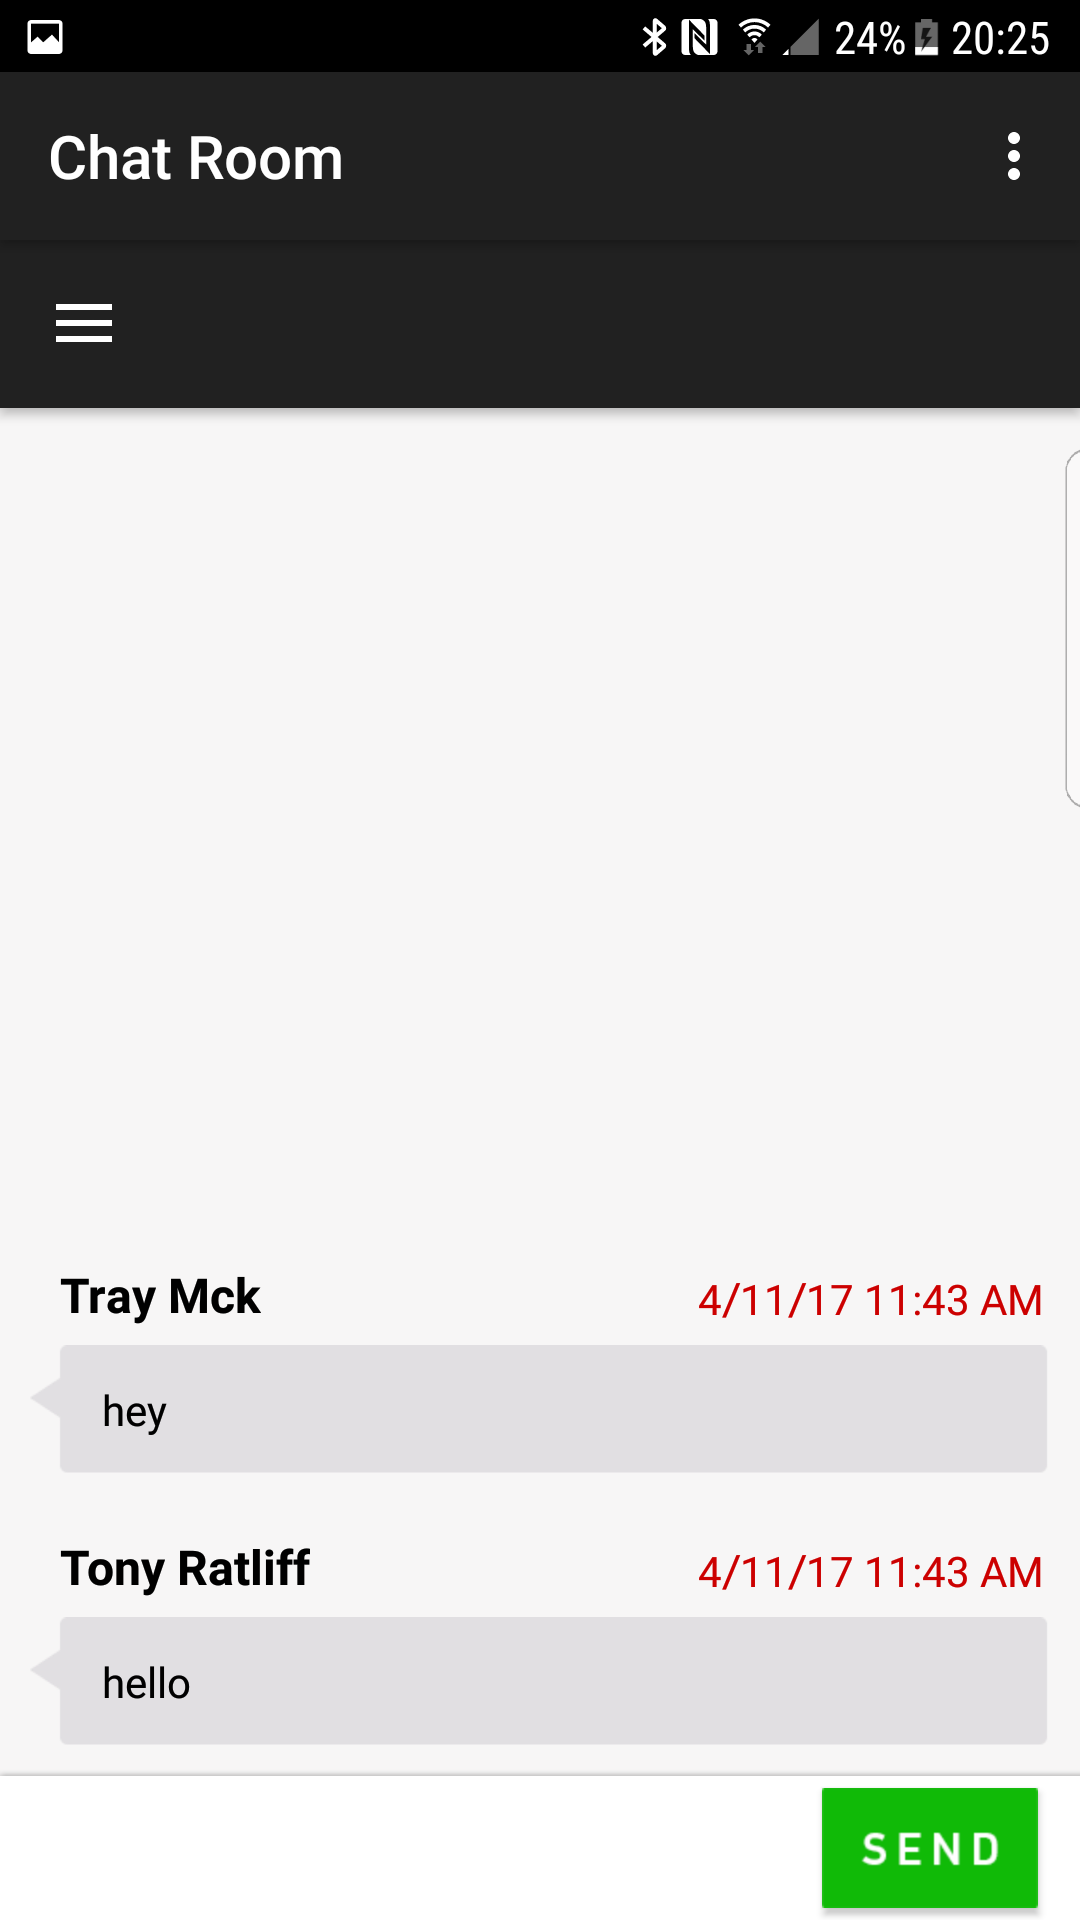 24% 20:25
Chat Room
Tray Mck 4/11/17 11:43 AM
hey
Tony Ratliff 4/11/17 11:43 AM
hello
SEND